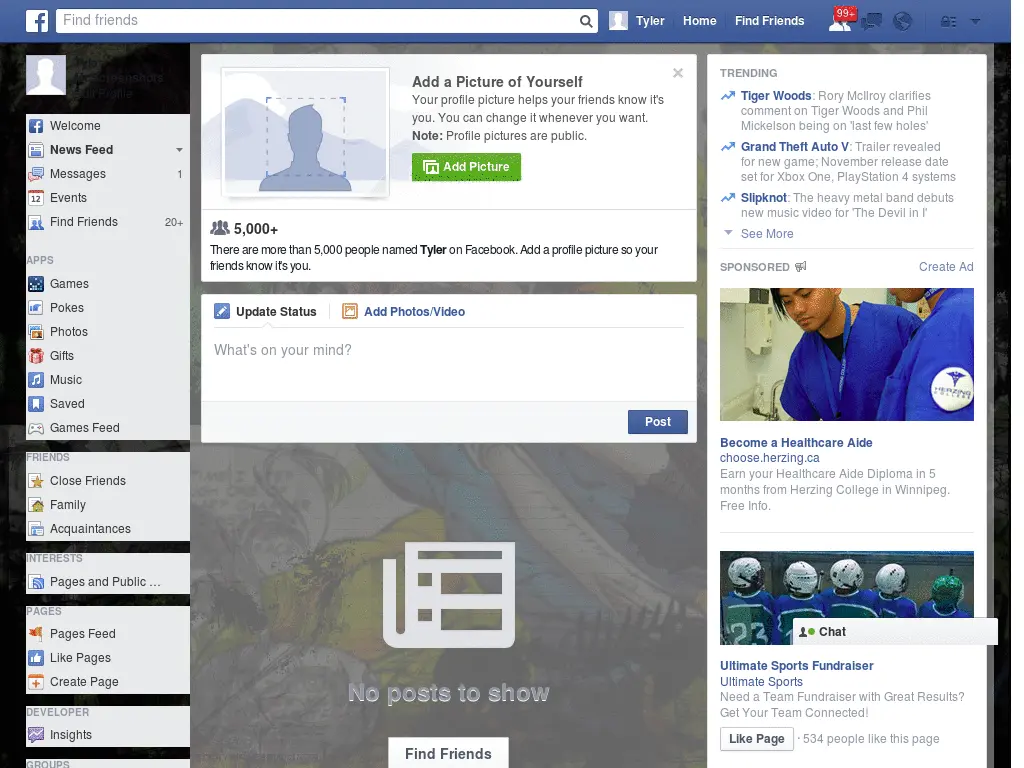 Find friends
Tyler
Home
Find Friends
99+
Welcome
News Feed
Messages 1
Events
Find Friends 20+
APPS
Games
Pokes
Photos
Gifts
Music
Saved
Games Feed
FRIENDS
Close Friends
Family
Acquaintances
INTERESTS
Pages and Public ...
PAGES
Pages Feed
Like Pages
Create Page
DEVELOPER
Insights
GROUPS
Add a Picture of Yourself
Your profile picture helps your friends know it's
you. You can change it whenever you want.
Note: Profile pictures are public.
Add Picture
5,000+
There are more than 5,000 people named Tyler on Facebook. Add a profile picture so your
friends know it's you.
Update Status
Add Photos/Video
What's on your mind?
Post
No posts to show
Find Friends
TRENDING
Tiger Woods: Rory McIlroy clarifies
comment on Tiger Woods and Phil
Mickelson being on 'last few holes'
Grand Theft Auto V: Trailer revealed
for new game; November release date
set for Xbox One, PlayStation 4 systems
Slipknot: The heavy metal band debuts
new music video for 'The Devil in I'
See More
SPONSORED
Create Ad
HERZING
COLLEGE
Become a Healthcare Aide
choose.herzing.ca
Earn your Healthcare Aide Diploma in 5
months from Herzing College in Winnipeg.
Free Info.
23
Chat
Ultimate Sports Fundraiser
Ultimate Sports
Need a Team Fundraiser with Great Results?
Get Your Team Connected!
Like Page · 534 people like this page